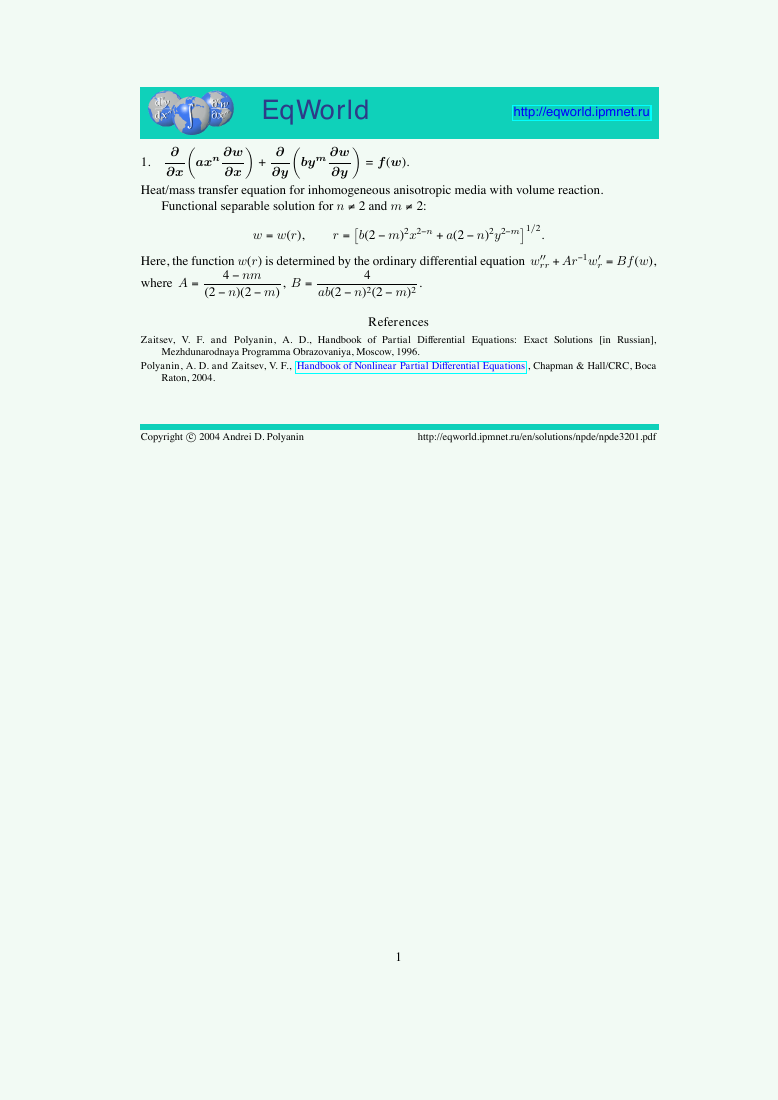 EqWorld
http://eqworld.ipmnet.ru
1. ∂/∂x(ax^n ∂w/∂x) + ∂/∂y(by^m ∂w/∂y) = f(w).
Heat/mass transfer equation for inhomogeneous anisotropic media with volume reaction.
Functional separable solution for n ≠ 2 and m ≠ 2:
w = w(r), r = [b(2 − m)²x^{2−n} + a(2 − n)²y^{2−m}]^{1/2}.
Here, the function w(r) is determined by the ordinary differential equation w″_{rr} + Ar^{−1}w′_r = Bf(w),
where A = (4 − nm)/((2 − n)(2 − m)), B = 4/(ab(2 − n)²(2 − m)²).
References
Zaitsev, V. F. and Polyanin, A. D., Handbook of Partial Differential Equations: Exact Solutions [in Russian],
Mezhdunarodnaya Programma Obrazovaniya, Moscow, 1996.
Polyanin, A. D. and Zaitsev, V. F., Handbook of Nonlinear Partial Differential Equations , Chapman & Hall/CRC, Boca
Raton, 2004.
Copyright © 2004 Andrei D. Polyanin
http://eqworld.ipmnet.ru/en/solutions/npde/npde3201.pdf
1